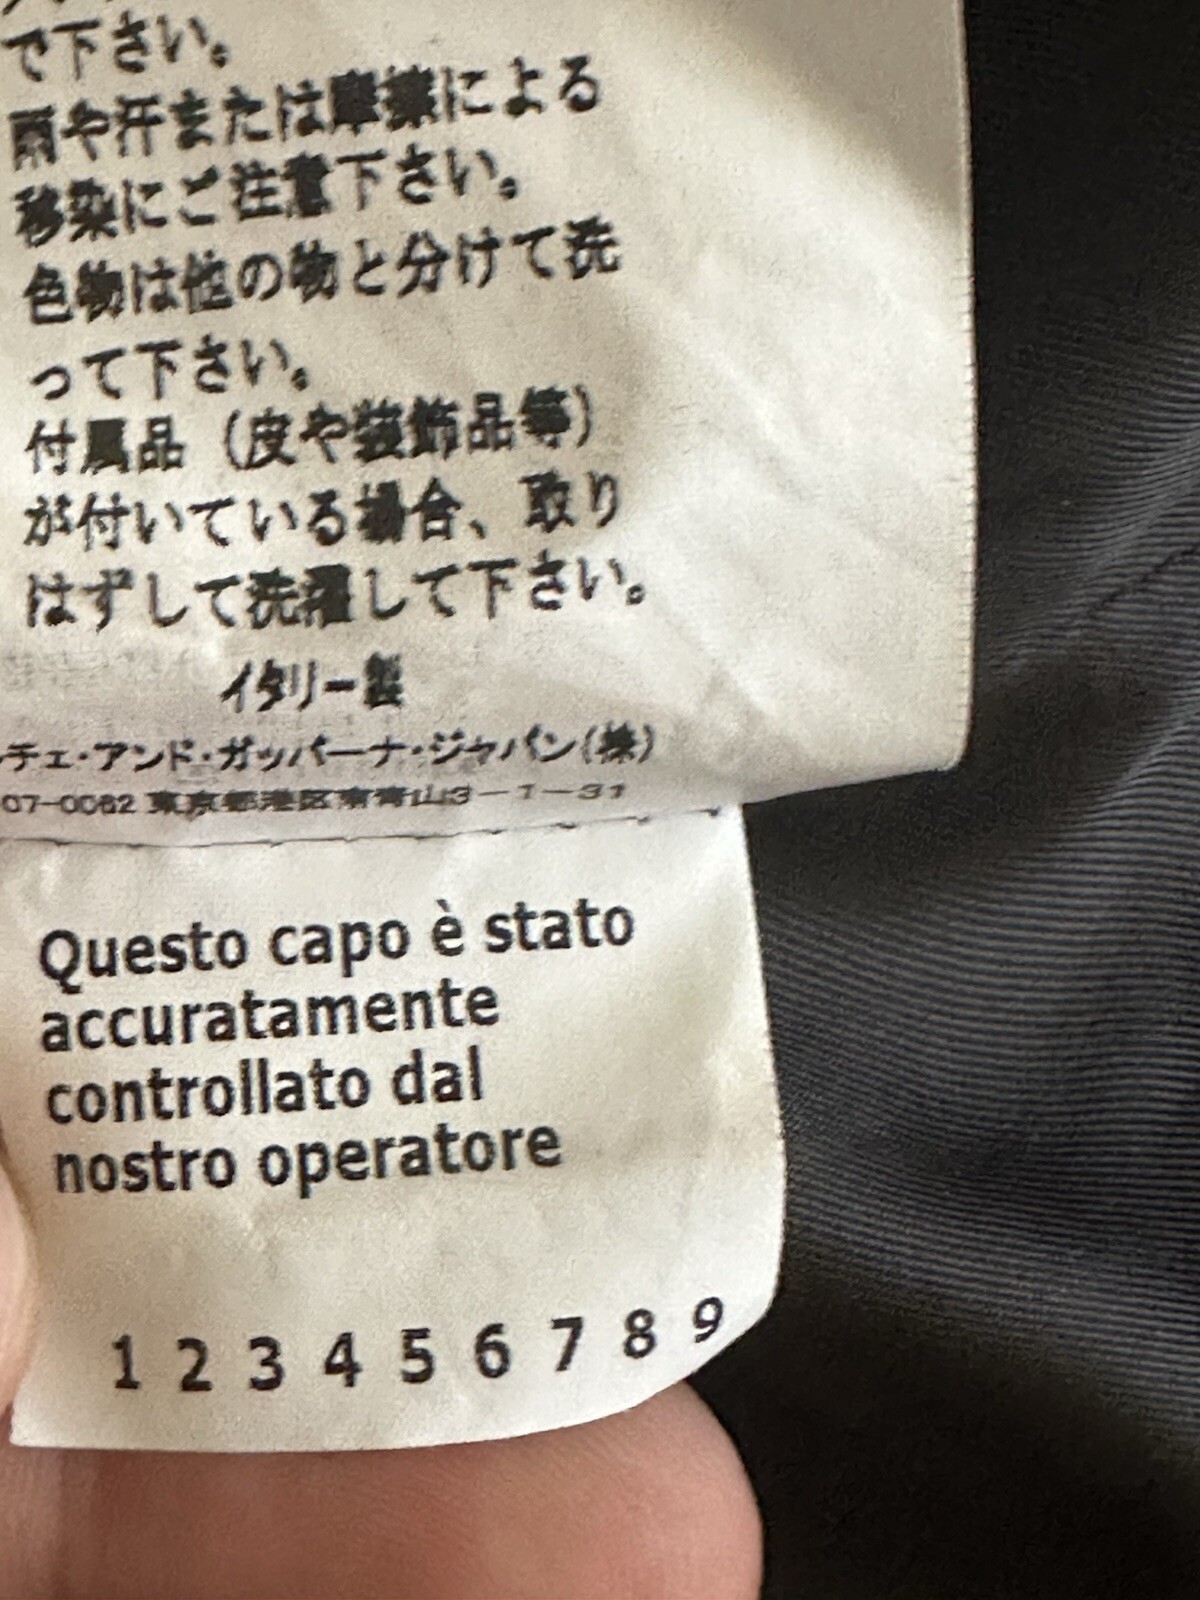 で下さい。
雨や汗または摩擦による
移染にご注意下さい。
色物は他の物と分けて洗
って下さい。
付属品（皮や装飾品等）
が付いている場合、取り
はずして洗濯して下さい。
イタリー製
チェ・アンド・ガッバーナ・ジャパン(株)
07-0062 東京都港区南青山3－1－31
Questo capo è stato
accuratamente
controllato dal
nostro operatore
1 2 3 4 5 6 7 8 9